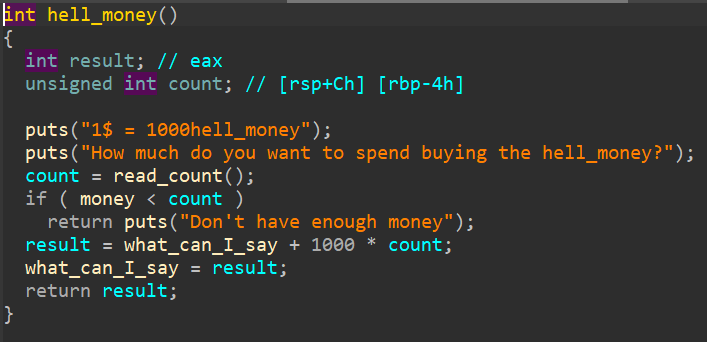 int hell_money()
{
  int result; // eax
  unsigned int count; // [rsp+Ch] [rbp-4h]

  puts("1$ = 1000hell_money");
  puts("How much do you want to spend buying the hell_money?");
  count = read_count();
  if ( money < count )
    return puts("Don't have enough money");
  result = what_can_I_say + 1000 * count;
  what_can_I_say = result;
  return result;
}